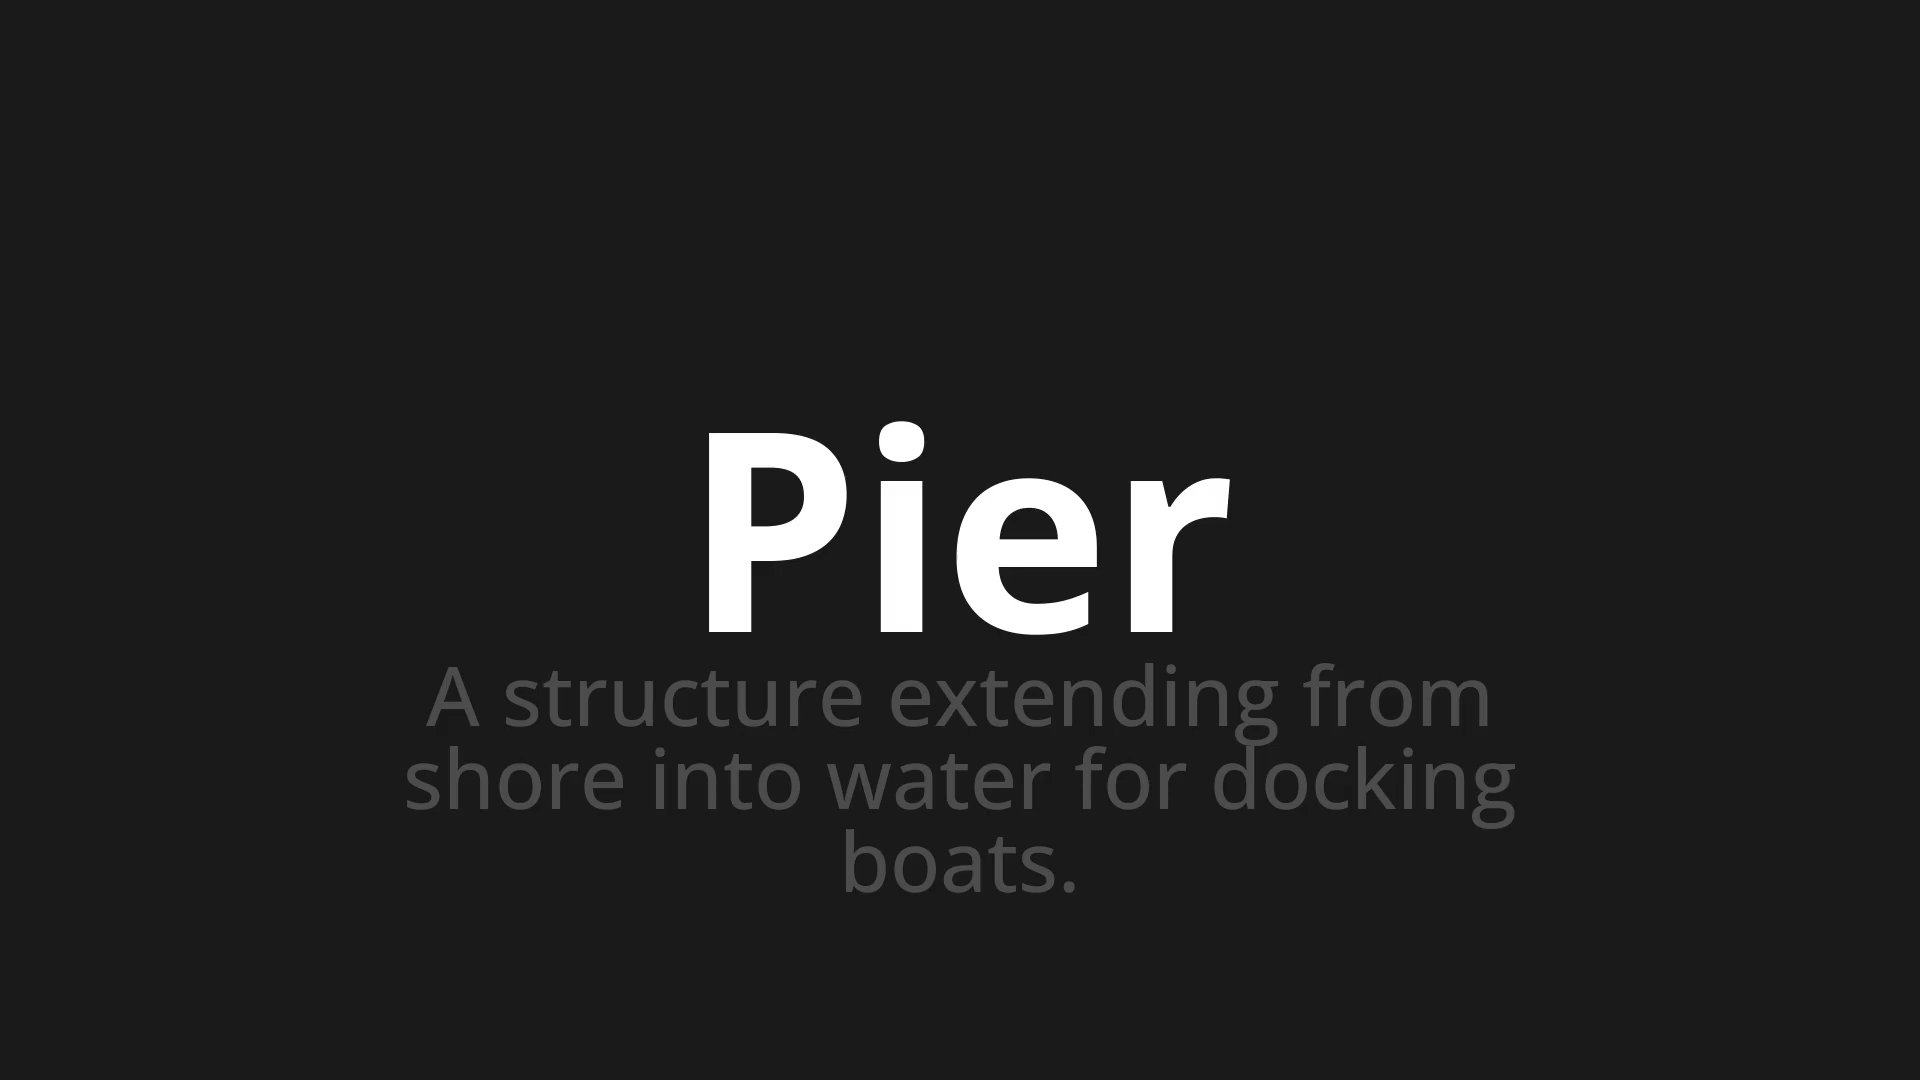 Pier
A structure extending from
shore into water for docking
boats.